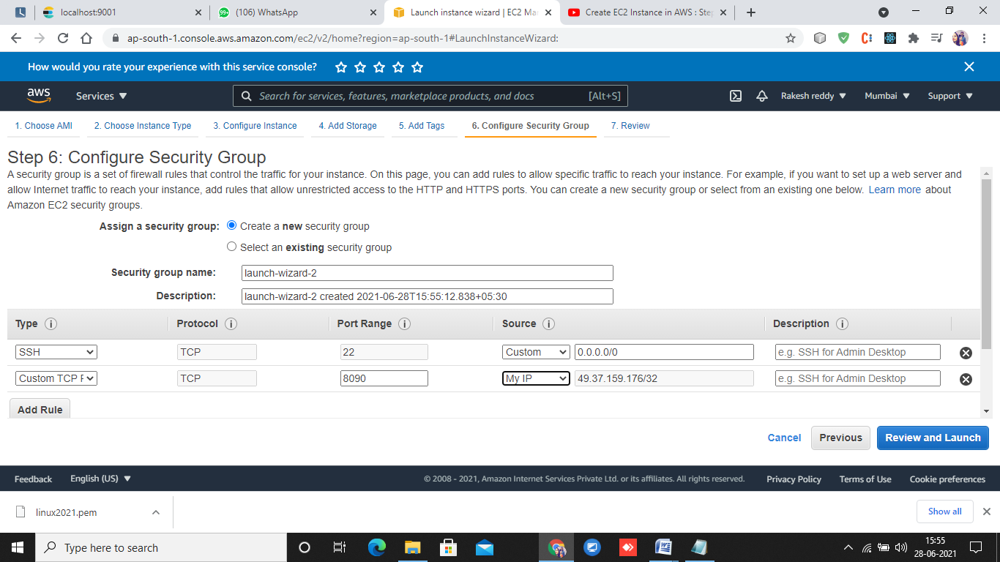 localhost:9001
99+
(106) WhatsApp
Launch instance wizard | EC2 Ma
Create EC2 Instance in AWS : Ste
ap-south-1.console.aws.amazon.com/ec2/v2/home?region=ap-south-1#LaunchInstanceWizard:
How would you rate your experience with this service console?
aws
Services
Search for services, features, marketplace products, and docs
[Alt+S]
Rakesh reddy
Mumbai
Support
1. Choose AMI
2. Choose Instance Type
3. Configure Instance
4. Add Storage
5. Add Tags
6. Configure Security Group
7. Review
Step 6: Configure Security Group
A security group is a set of firewall rules that control the traffic for your instance. On this page, you can add rules to allow specific traffic to reach your instance. For example, if you want to set up a web server and
allow Internet traffic to reach your instance, add rules that allow unrestricted access to the HTTP and HTTPS ports. You can create a new security group or select from an existing one below. Learn more about
Amazon EC2 security groups.
Assign a security group:
Create a new security group
Select an existing security group
Security group name:
launch-wizard-2
Description:
launch-wizard-2 created 2021-06-28T15:55:12.838+05:30
Type
Protocol
Port Range
Source
Description
SSH
TCP
22
Custom
0.0.0.0/0
e.g. SSH for Admin Desktop
Custom TCP F
TCP
8090
My IP
49.37.159.176/32
e.g. SSH for Admin Desktop
Add Rule
Cancel
Previous
Review and Launch
Feedback
English (US)
© 2008 - 2021, Amazon Internet Services Private Ltd. or its affiliates. All rights reserved.
Privacy Policy
Terms of Use
Cookie preferences
linux2021.pem
Show all
Type here to search
15:55
28-06-2021